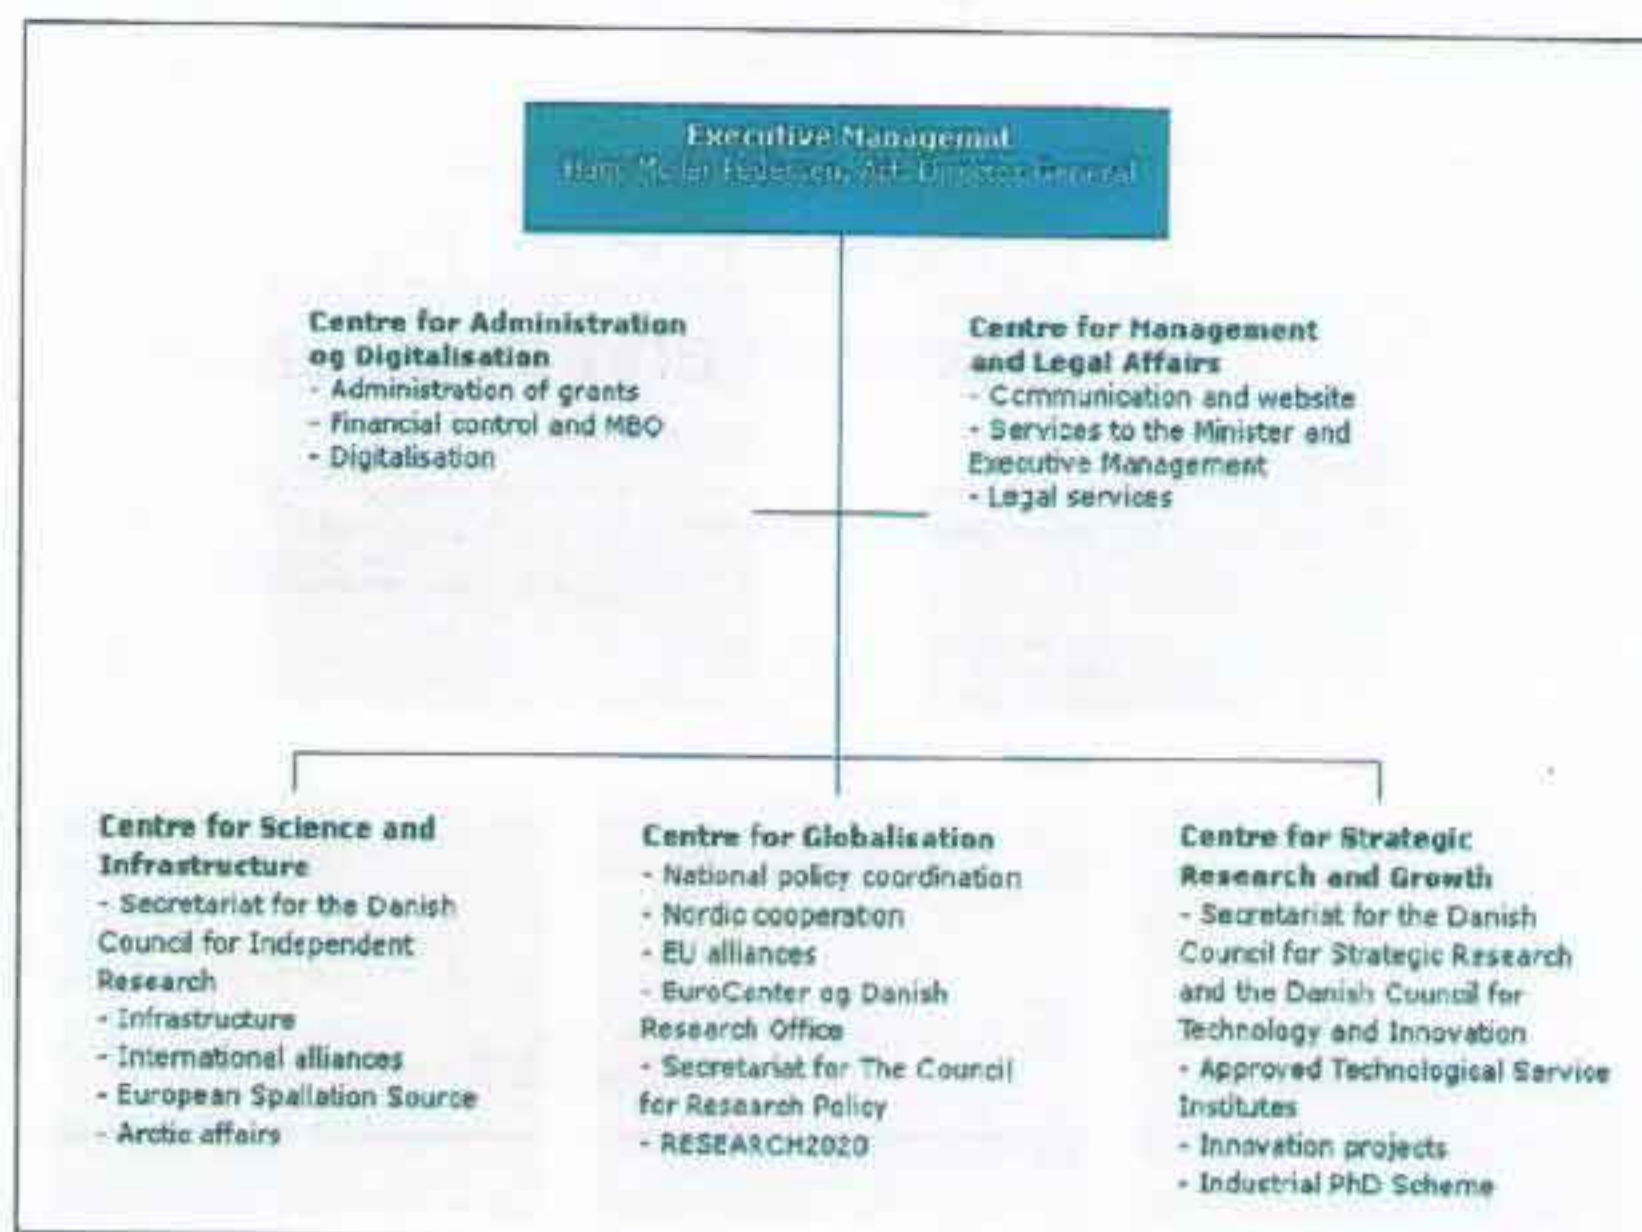 Executive Managemnt
Act. Director General
Centre for Administration
og Digitalisation
- Administration of grants
- Financial control and MBO
- Digitalisation
Centre for Management
and Legal Affairs
- Communication and website
- Services to the Minister and
Executive Management
- Legal services
Centre for Science and
Infrastructure
- Secretariat for the Danish
Council for Independent
Research
- Infrastructure
- International alliances
- European Spallation Source
- Arctic affairs
Centre for Globalisation
- National policy coordination
- Nordic cooperation
- EU alliances
- EuroCenter og Danish
Research Office
- Secretariat for The Council
for Research Policy
- RESEARCH2020
Centre for Strategic
Research and Growth
- Secretariat for the Danish
Council for Strategic Research
and the Danish Council for
Technology and Innovation
- Approved Technological Service
Institutes
- Innovation projects
- Industrial PhD Scheme